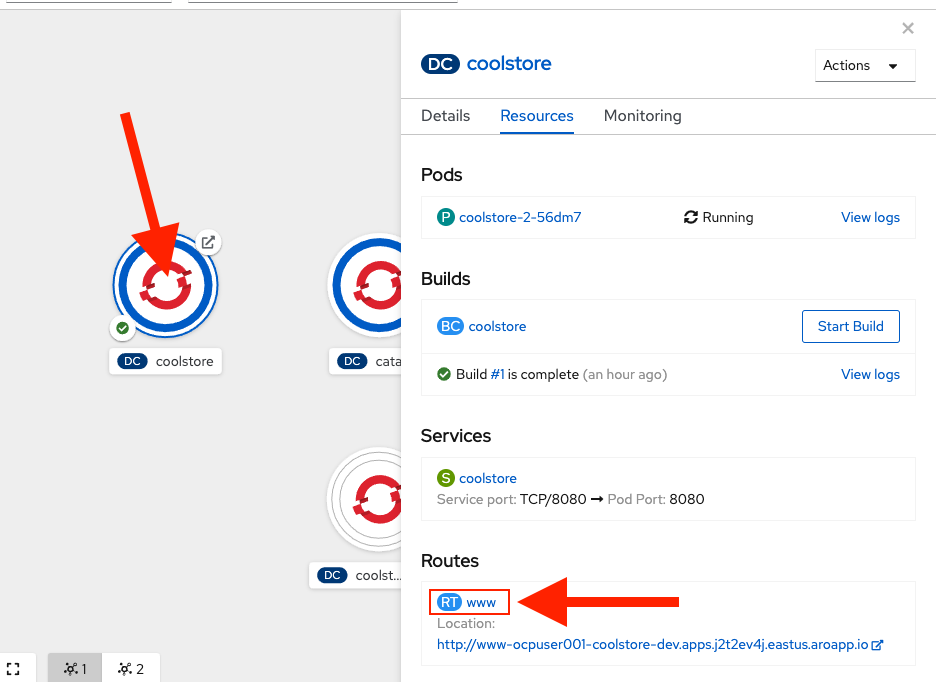 DC coolstore
Actions
Details Resources Monitoring
Pods
P coolstore-2-56dm7 Running View logs
Builds
BC coolstore Start Build
Build #1 is complete (an hour ago) View logs
Services
S coolstore
Service port: TCP/8080 → Pod Port: 8080
Routes
RT www
Location:
http://www-ocpuser001-coolstore-dev.apps.j2t2ev4j.eastus.aroapp.io
DC coolstore
DC cata
DC coolst...
1 2